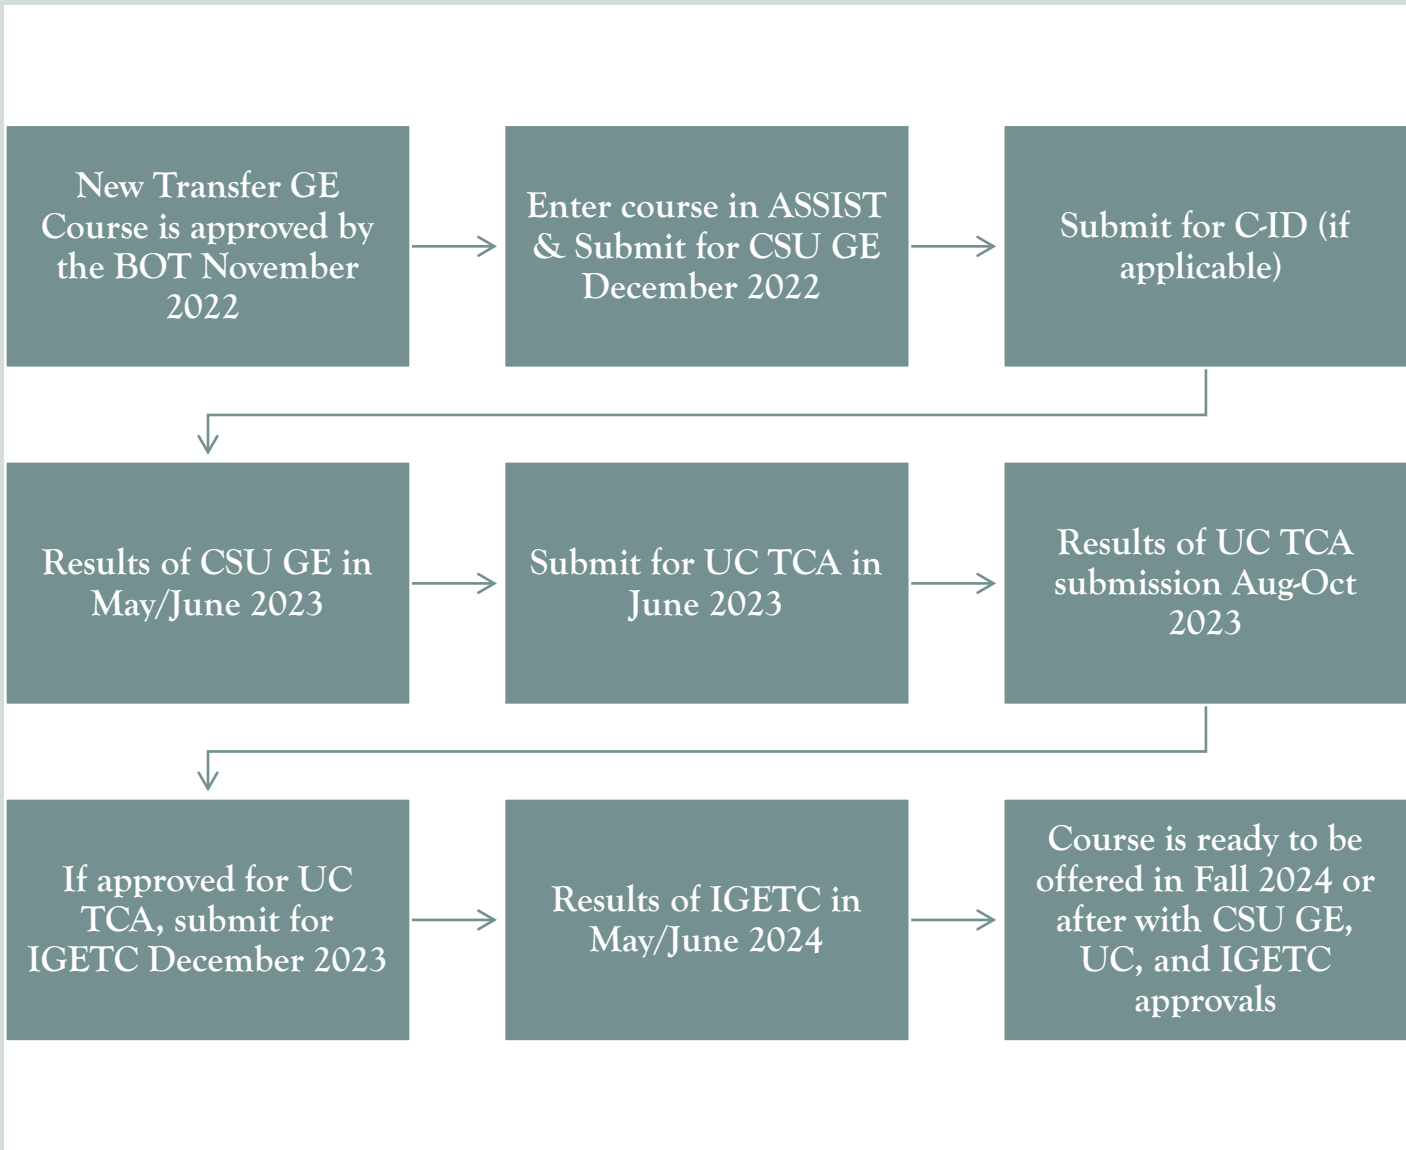 New Transfer GE
Course is approved by
the BOT November
2022
Enter course in ASSIST
& Submit for CSU GE
December 2022
Submit for C-ID (if
applicable)
Results of CSU GE in
May/June 2023
Submit for UC TCA in
June 2023
Results of UC TCA
submission Aug-Oct
2023
If approved for UC
TCA, submit for
IGETC December 2023
Results of IGETC in
May/June 2024
Course is ready to be
offered in Fall 2024 or
after with CSU GE,
UC, and IGETC
approvals